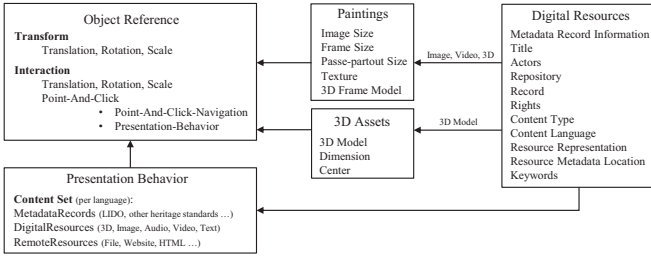 Object Reference
Transform
Translation, Rotation, Scale
Interaction
Translation, Rotation, Scale
Point-And-Click
• Point-And-Click-Navigation
• Presentation-Behavior
Paintings
Image Size
Frame Size
Passe-partout Size
Texture
3D Frame Model
Image, Video, 3D
3D Assets
3D Model
Dimension
Center
3D Model
Digital Resources
Metadata Record Information
Title
Actors
Repository
Record
Rights
Content Type
Content Language
Resource Representation
Resource Metadata Location
Keywords
Presentation Behavior
Content Set (per language):
MetadataRecords (LIDO, other heritage standards …)
DigitalResources (3D, Image, Audio, Video, Text)
RemoteResources (File, Website, HTML …)